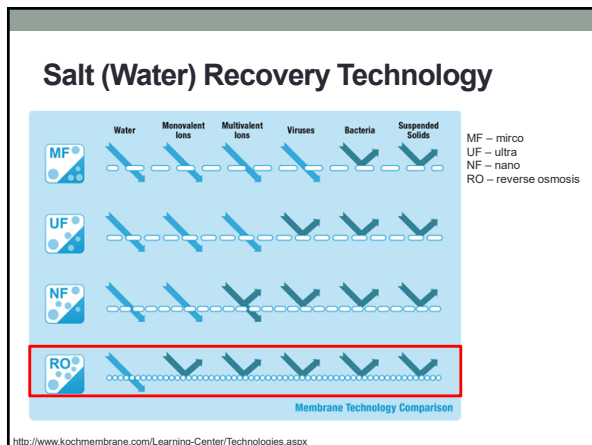 Salt (Water) Recovery Technology
Water
Monovalent Ions
Multivalent Ions
Viruses
Bacteria
Suspended Solids
MF
UF
NF
RO
Membrane Technology Comparison
MF – mirco
UF – ultra
NF – nano
RO – reverse osmosis
http://www.kochmembrane.com/Learning-Center/Technologies.aspx